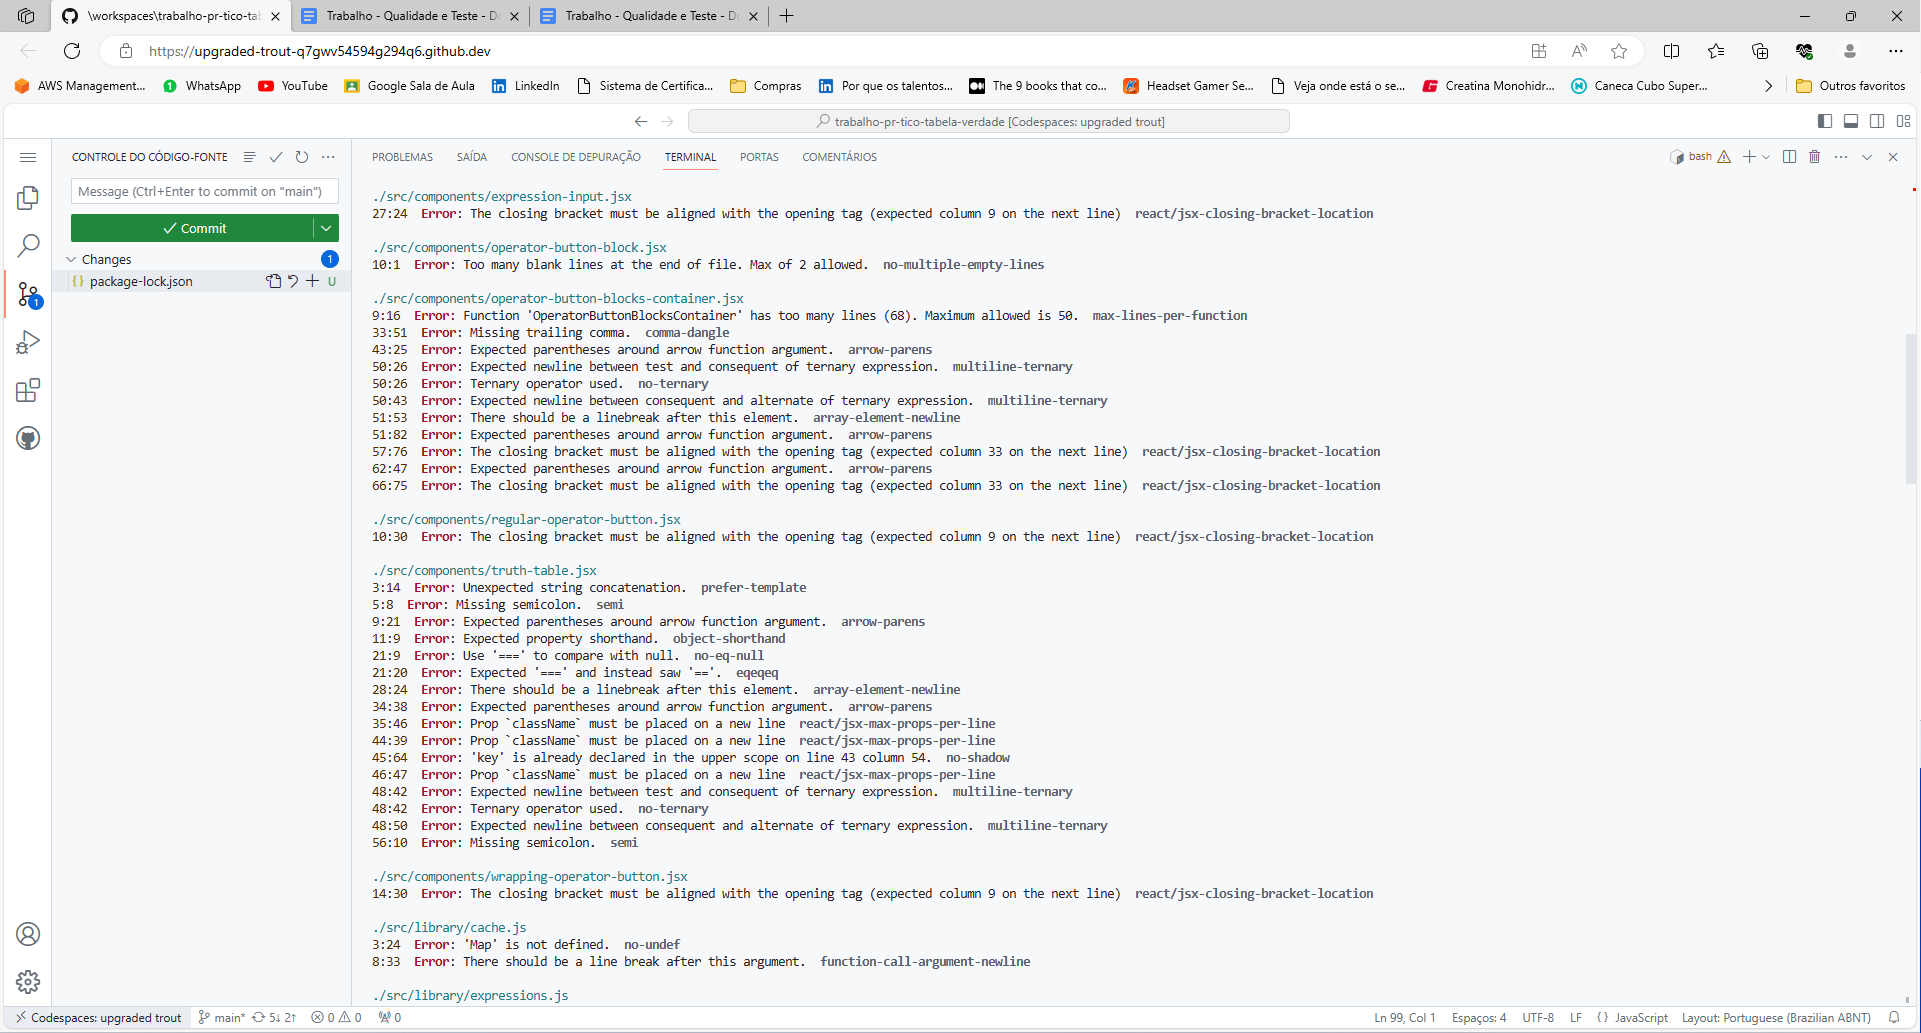 \workspaces\trabalho-pr-tico-tab
Trabalho - Qualidade e Teste - Do
Trabalho - Qualidade e Teste - Do
https://upgraded-trout-q7gwv54594g294q6.github.dev
AWS Management... WhatsApp YouTube Google Sala de Aula LinkedIn Sistema de Certifica... Compras Por que os talentos... The 9 books that co... Headset Gamer Se... Veja onde está o se... Creatina Monohidr... Caneca Cubo Super... Outros favoritos
trabalho-pr-tico-tabela-verdade [Codespaces: upgraded trout]
CONTROLE DO CÓDIGO-FONTE
PROBLEMAS SAÍDA CONSOLE DE DEPURAÇÃO TERMINAL PORTAS COMENTÁRIOS
bash
Message (Ctrl+Enter to commit on "main")
Commit
Changes 1
package-lock.json U
1
./src/components/expression-input.jsx
27:24 Error: The closing bracket must be aligned with the opening tag (expected column 9 on the next line) react/jsx-closing-bracket-location
./src/components/operator-button-block.jsx
10:1 Error: Too many blank lines at the end of file. Max of 2 allowed. no-multiple-empty-lines
./src/components/operator-button-blocks-container.jsx
9:16 Error: Function 'OperatorButtonBlocksContainer' has too many lines (68). Maximum allowed is 50. max-lines-per-function
33:51 Error: Missing trailing comma. comma-dangle
43:25 Error: Expected parentheses around arrow function argument. arrow-parens
50:26 Error: Expected newline between test and consequent of ternary expression. multiline-ternary
50:26 Error: Ternary operator used. no-ternary
50:43 Error: Expected newline between consequent and alternate of ternary expression. multiline-ternary
51:53 Error: There should be a linebreak after this element. array-element-newline
51:82 Error: Expected parentheses around arrow function argument. arrow-parens
57:76 Error: The closing bracket must be aligned with the opening tag (expected column 33 on the next line) react/jsx-closing-bracket-location
62:47 Error: Expected parentheses around arrow function argument. arrow-parens
66:75 Error: The closing bracket must be aligned with the opening tag (expected column 33 on the next line) react/jsx-closing-bracket-location
./src/components/regular-operator-button.jsx
10:30 Error: The closing bracket must be aligned with the opening tag (expected column 9 on the next line) react/jsx-closing-bracket-location
./src/components/truth-table.jsx
3:14 Error: Unexpected string concatenation. prefer-template
5:8 Error: Missing semicolon. semi
9:21 Error: Expected parentheses around arrow function argument. arrow-parens
11:9 Error: Expected property shorthand. object-shorthand
21:9 Error: Use '===' to compare with null. no-eq-null
21:20 Error: Expected '===' and instead saw '=='. eqeqeq
28:24 Error: There should be a linebreak after this element. array-element-newline
34:38 Error: Expected parentheses around arrow function argument. arrow-parens
35:46 Error: Prop `className` must be placed on a new line react/jsx-max-props-per-line
44:39 Error: Prop `className` must be placed on a new line react/jsx-max-props-per-line
45:64 Error: 'key' is already declared in the upper scope on line 43 column 54. no-shadow
46:47 Error: Prop `className` must be placed on a new line react/jsx-max-props-per-line
48:42 Error: Expected newline between test and consequent of ternary expression. multiline-ternary
48:42 Error: Ternary operator used. no-ternary
48:50 Error: Expected newline between consequent and alternate of ternary expression. multiline-ternary
56:10 Error: Missing semicolon. semi
./src/components/wrapping-operator-button.jsx
14:30 Error: The closing bracket must be aligned with the opening tag (expected column 9 on the next line) react/jsx-closing-bracket-location
./src/library/cache.js
3:24 Error: 'Map' is not defined. no-undef
8:33 Error: There should be a line break after this argument. function-call-argument-newline
./src/library/expressions.js
Codespaces: upgraded trout main* 5↓ 2↑ 0 0 0 Ln 99, Col 1 Espaços: 4 UTF-8 LF {} JavaScript Layout: Portuguese (Brazilian ABNT)